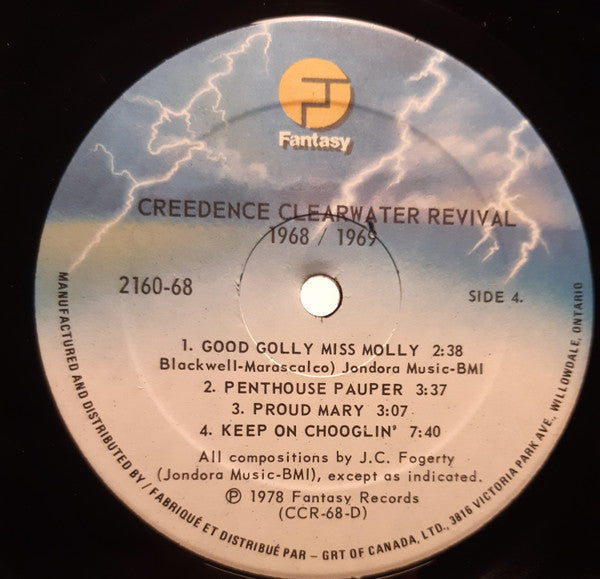 Fantasy
CREEDENCE CLEARWATER REVIVAL
1968 / 1969
2160-68
SIDE 4.
1. GOOD GOLLY MISS MOLLY 2:38
Blackwell-Marascalco) Jondora Music-BMI
2. PENTHOUSE PAUPER 3:37
3. PROUD MARY 3:07
4. KEEP ON CHOOGLIN' 7:40
All compositions by J.C. Fogerty
(Jondora Music-BMI), except as indicated.
℗ 1978 Fantasy Records
(CCR-68-D)
MANUFACTURED AND DISTRIBUTED BY / FABRIQUÉ ET DISTRIBUÉ PAR – GRT OF CANADA, LTD., 3816 VICTORIA PARK AVE., WILLOWDALE, ONTARIO